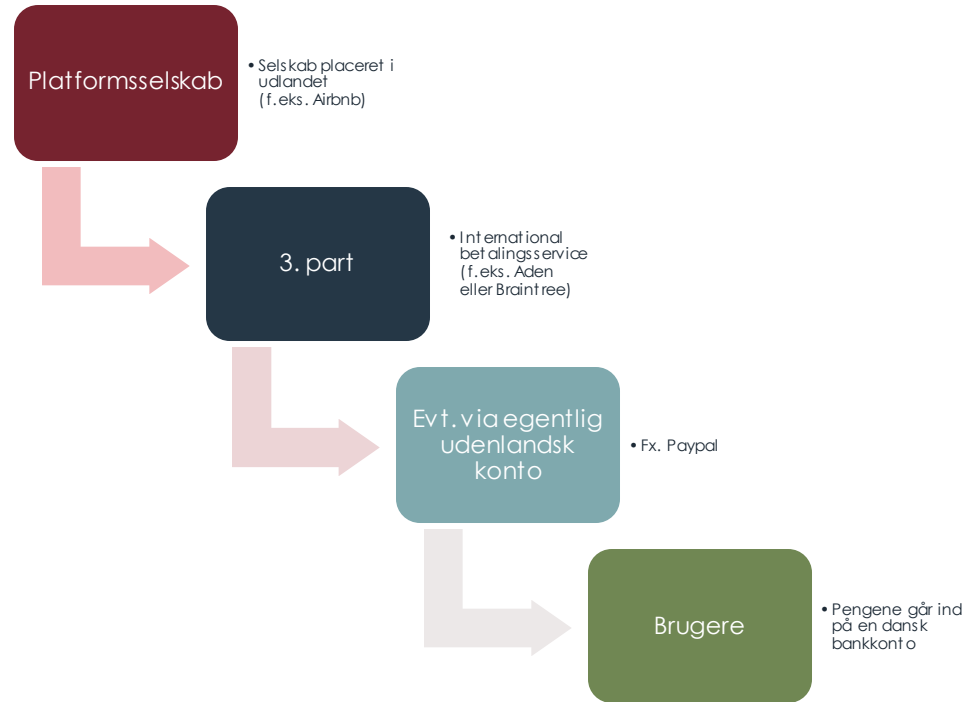 Platformsselskab
• Selskab placeret i
udlandet
(f.eks. Airbnb)
3. part
• International
betalingsservice
(f.eks. Aden
eller Braintree)
Evt. via egentlig
udenlandsk
konto
• Fx. Paypal
Brugere
• Pengene går ind
på en dansk
bankkonto